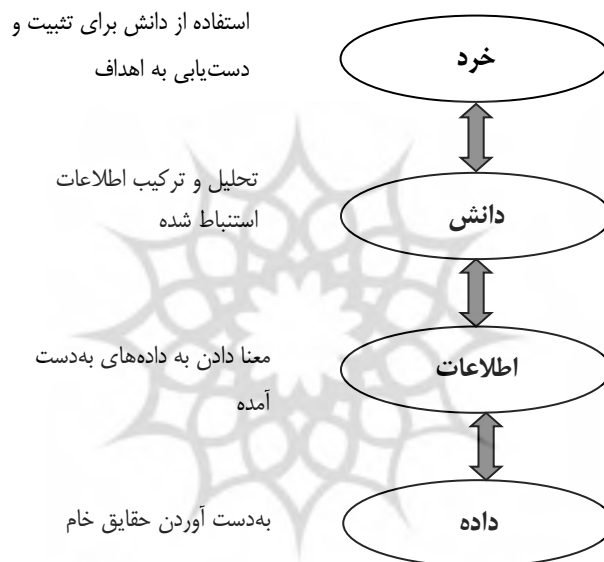 استفاده از دانش برای تثبیت و
دست‌یابی به اهداف
خرد
تحلیل و ترکیب اطلاعات
استنباط شده
دانش
معنا دادن به داده‌های به‌دست
آمده
اطلاعات
به‌دست آوردن حقایق خام
داده